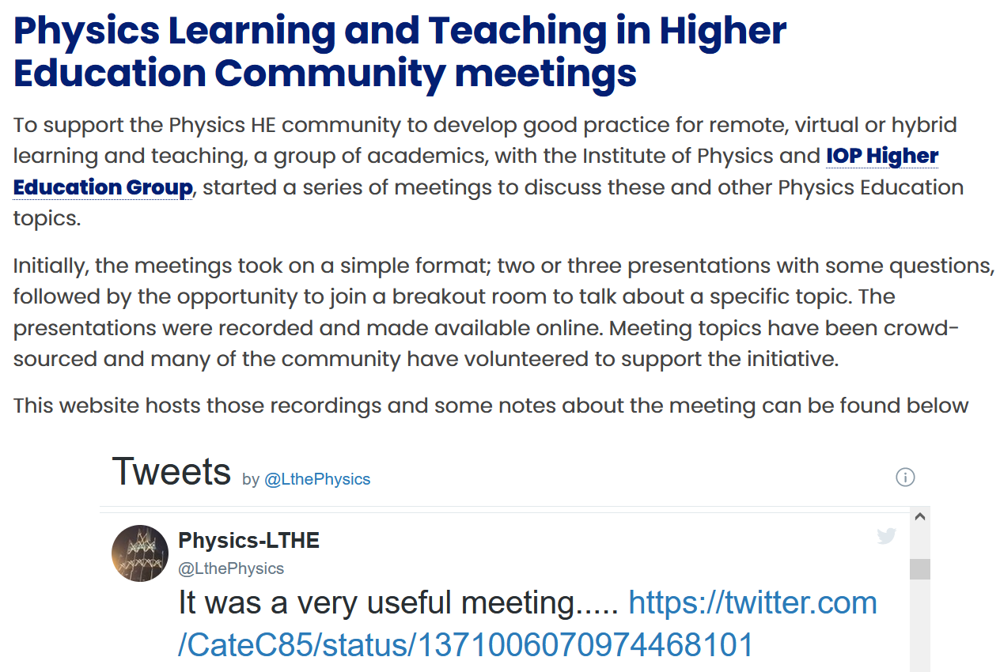 Physics Learning and Teaching in Higher
Education Community meetings
To support the Physics HE community to develop good practice for remote, virtual or hybrid
learning and teaching, a group of academics, with the Institute of Physics and IOP Higher
Education Group, started a series of meetings to discuss these and other Physics Education
topics.
Initially, the meetings took on a simple format; two or three presentations with some questions,
followed by the opportunity to join a breakout room to talk about a specific topic. The
presentations were recorded and made available online. Meeting topics have been crowd-
sourced and many of the community have volunteered to support the initiative.
This website hosts those recordings and some notes about the meeting can be found below
Tweets by @LthePhysics
Physics-LTHE
@LthePhysics
It was a very useful meeting..... https://twitter.com
/CateC85/status/1371006070974468101